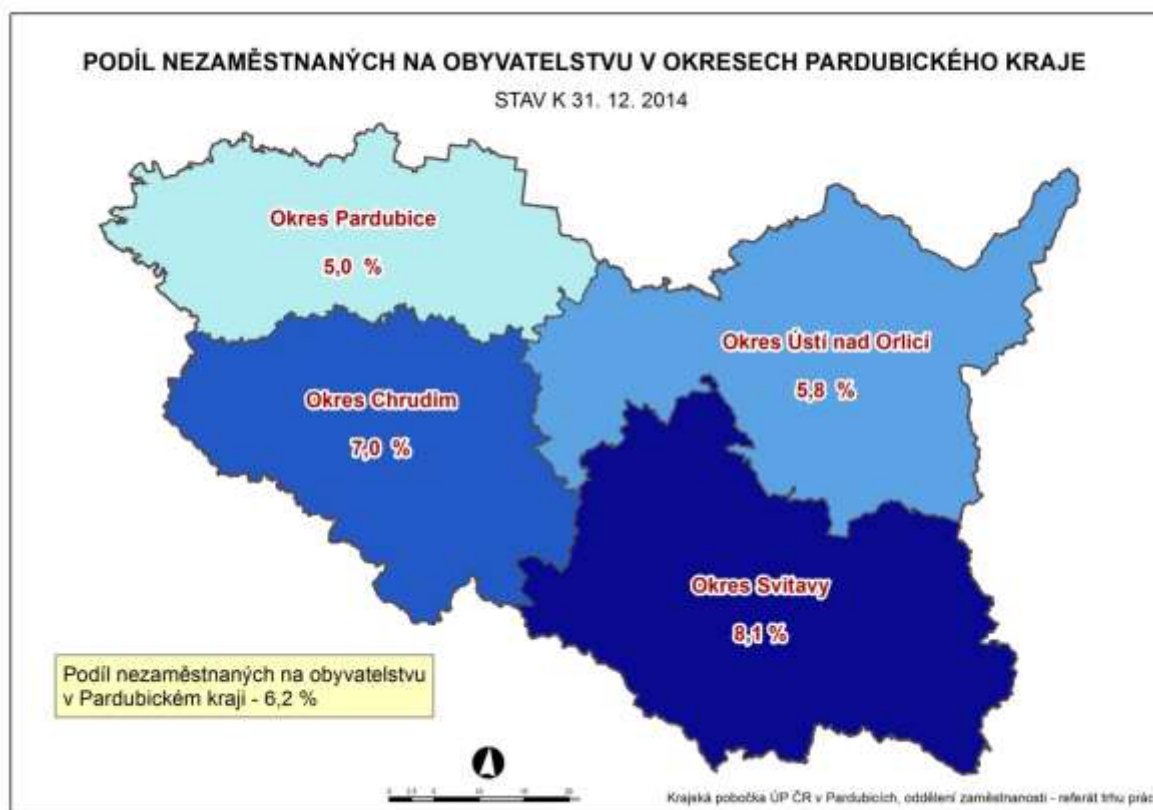 PODÍL NEZAMĚSTNANÝCH NA OBYVATELSTVU V OKRESECH PARDUBICKÉHO KRAJE
STAV K 31. 12. 2014
Okres Pardubice
5,0 %
Okres Ústí nad Orlicí
5,8 %
Okres Chrudim
7,0 %
Okres Svitavy
8,1 %
Podíl nezaměstnaných na obyvatelstvu
v Pardubickém kraji - 6,2 %
Krajská pobočka ÚP ČR v Pardubicích, oddělení zaměstnanosti - referát trhu prác